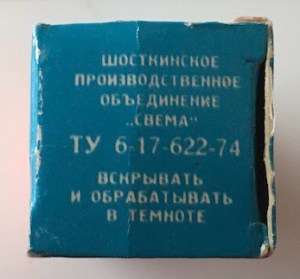 ШОСТКИНСКОЕ
ПРОИЗВОДСТВЕННОЕ
ОБЪЕДИНЕНИЕ
„СВЕМА"
ТУ 6-17-622-74
ВСКРЫВАТЬ
И ОБРАБАТЫВАТЬ
В ТЕМНОТЕ